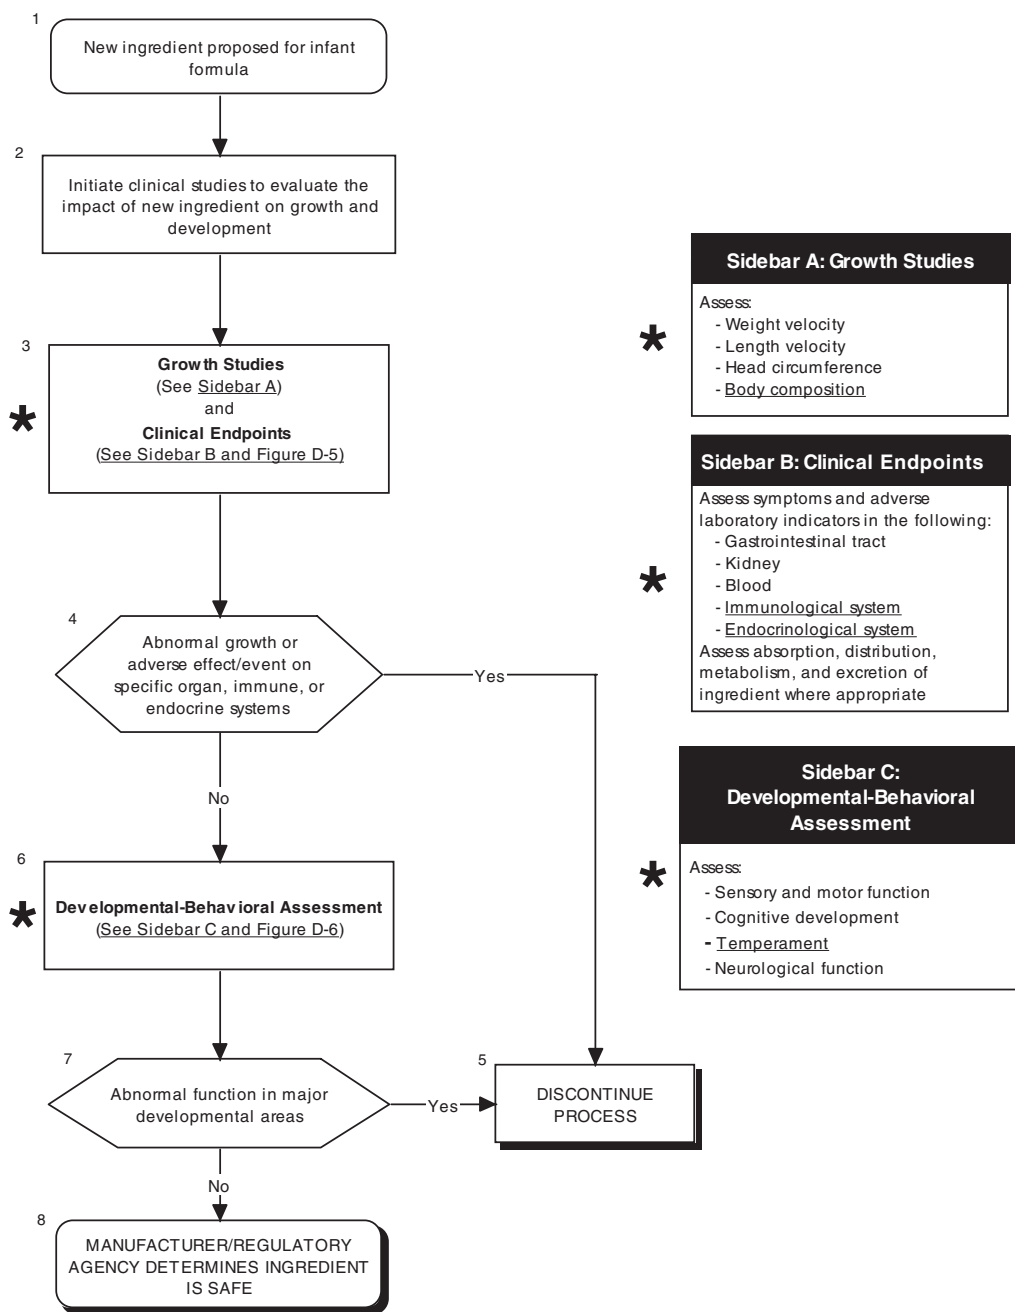 1
New ingredient proposed for infant
formula
2
Initiate clinical studies to evaluate the
impact of new ingredient on growth and
development
3
Growth Studies
(See Sidebar A)
and
Clinical Endpoints
(See Sidebar B and Figure D-5)
*
4
Abnormal growth or
adverse effect/event on
specific organ, immune, or
endocrine systems
Yes
No
6
Developmental-Behavioral Assessment
(See Sidebar C and Figure D-6)
*
7
Abnormal function in major
developmental areas
Yes
5
DISCONTINUE
PROCESS
No
8
MANUFACTURER/REGULATORY
AGENCY DETERMINES INGREDIENT
IS SAFE
Sidebar A: Growth Studies
*
Assess:
- Weight velocity
- Length velocity
- Head circumference
- Body composition
Sidebar B: Clinical Endpoints
*
Assess symptoms and adverse
laboratory indicators in the following:
- Gastrointestinal tract
- Kidney
- Blood
- Immunological system
- Endocrinological system
Assess absorption, distribution,
metabolism, and excretion of
ingredient where appropriate
Sidebar C:
Developmental-Behavioral
Assessment
*
Assess:
- Sensory and motor function
- Cognitive development
- Temperament
- Neurological function